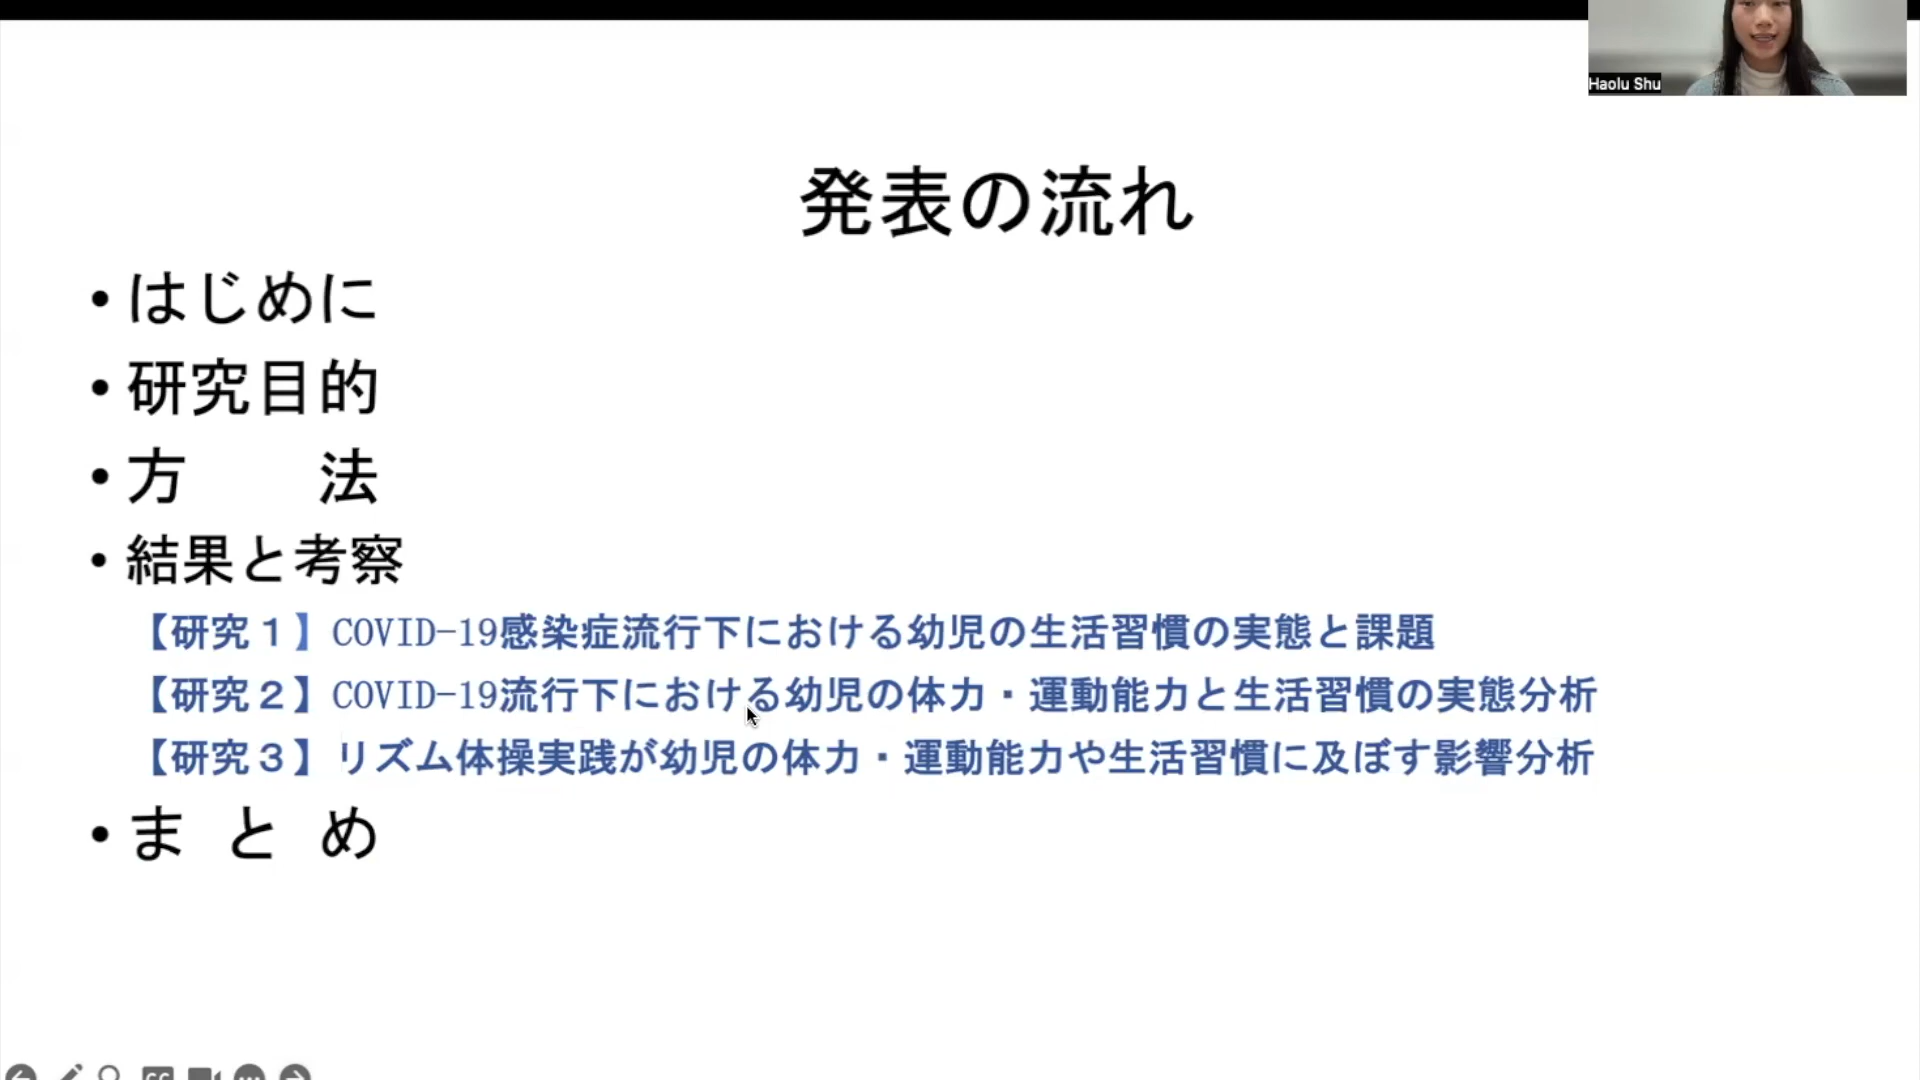 Haolu Shu
発表の流れ
• はじめに
• 研究目的
• 方　　法
• 結果と考察
【研究１】COVID-19感染症流行下における幼児の生活習慣の実態と課題
【研究２】COVID-19流行下における幼児の体力・運動能力と生活習慣の実態分析
【研究３】リズム体操実践が幼児の体力・運動能力や生活習慣に及ぼす影響分析
• ま と め